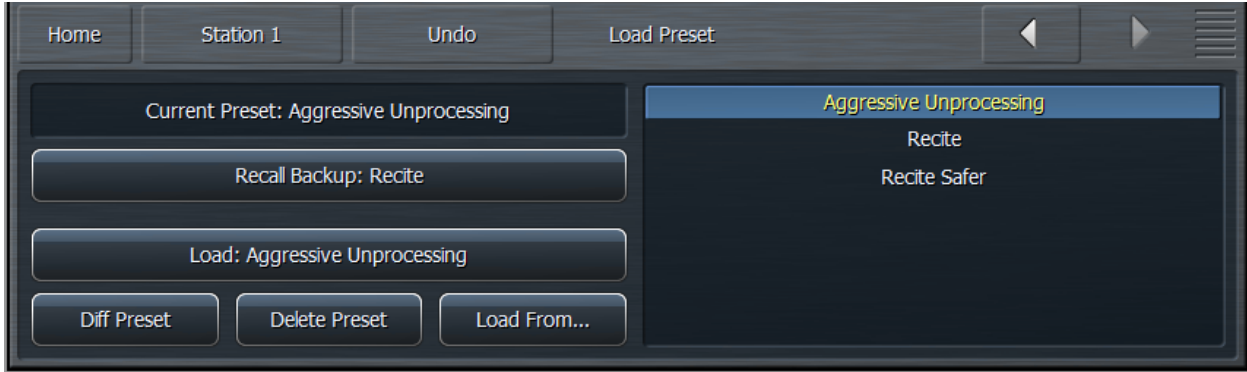 Home
Station 1
Undo
Load Preset
Current Preset: Aggressive Unprocessing
Recall Backup: Recite
Load: Aggressive Unprocessing
Diff Preset
Delete Preset
Load From...
Aggressive Unprocessing
Recite
Recite Safer